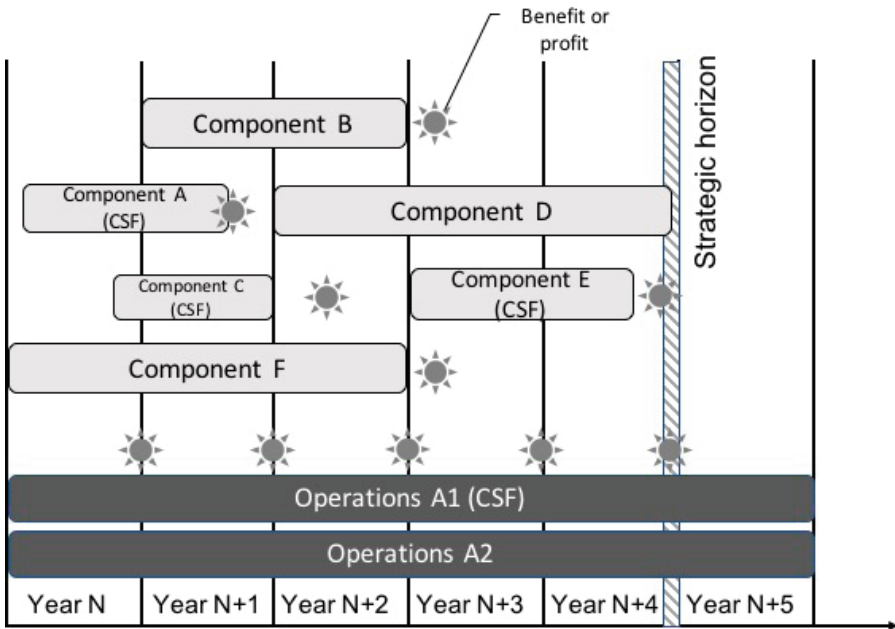 Benefit or
profit
Strategic horizon
Component B
Component A
(CSF)
Component D
Component C
(CSF)
Component E
(CSF)
Component F
Operations A1 (CSF)
Operations A2
Year N
Year N+1
Year N+2
Year N+3
Year N+4
Year N+5